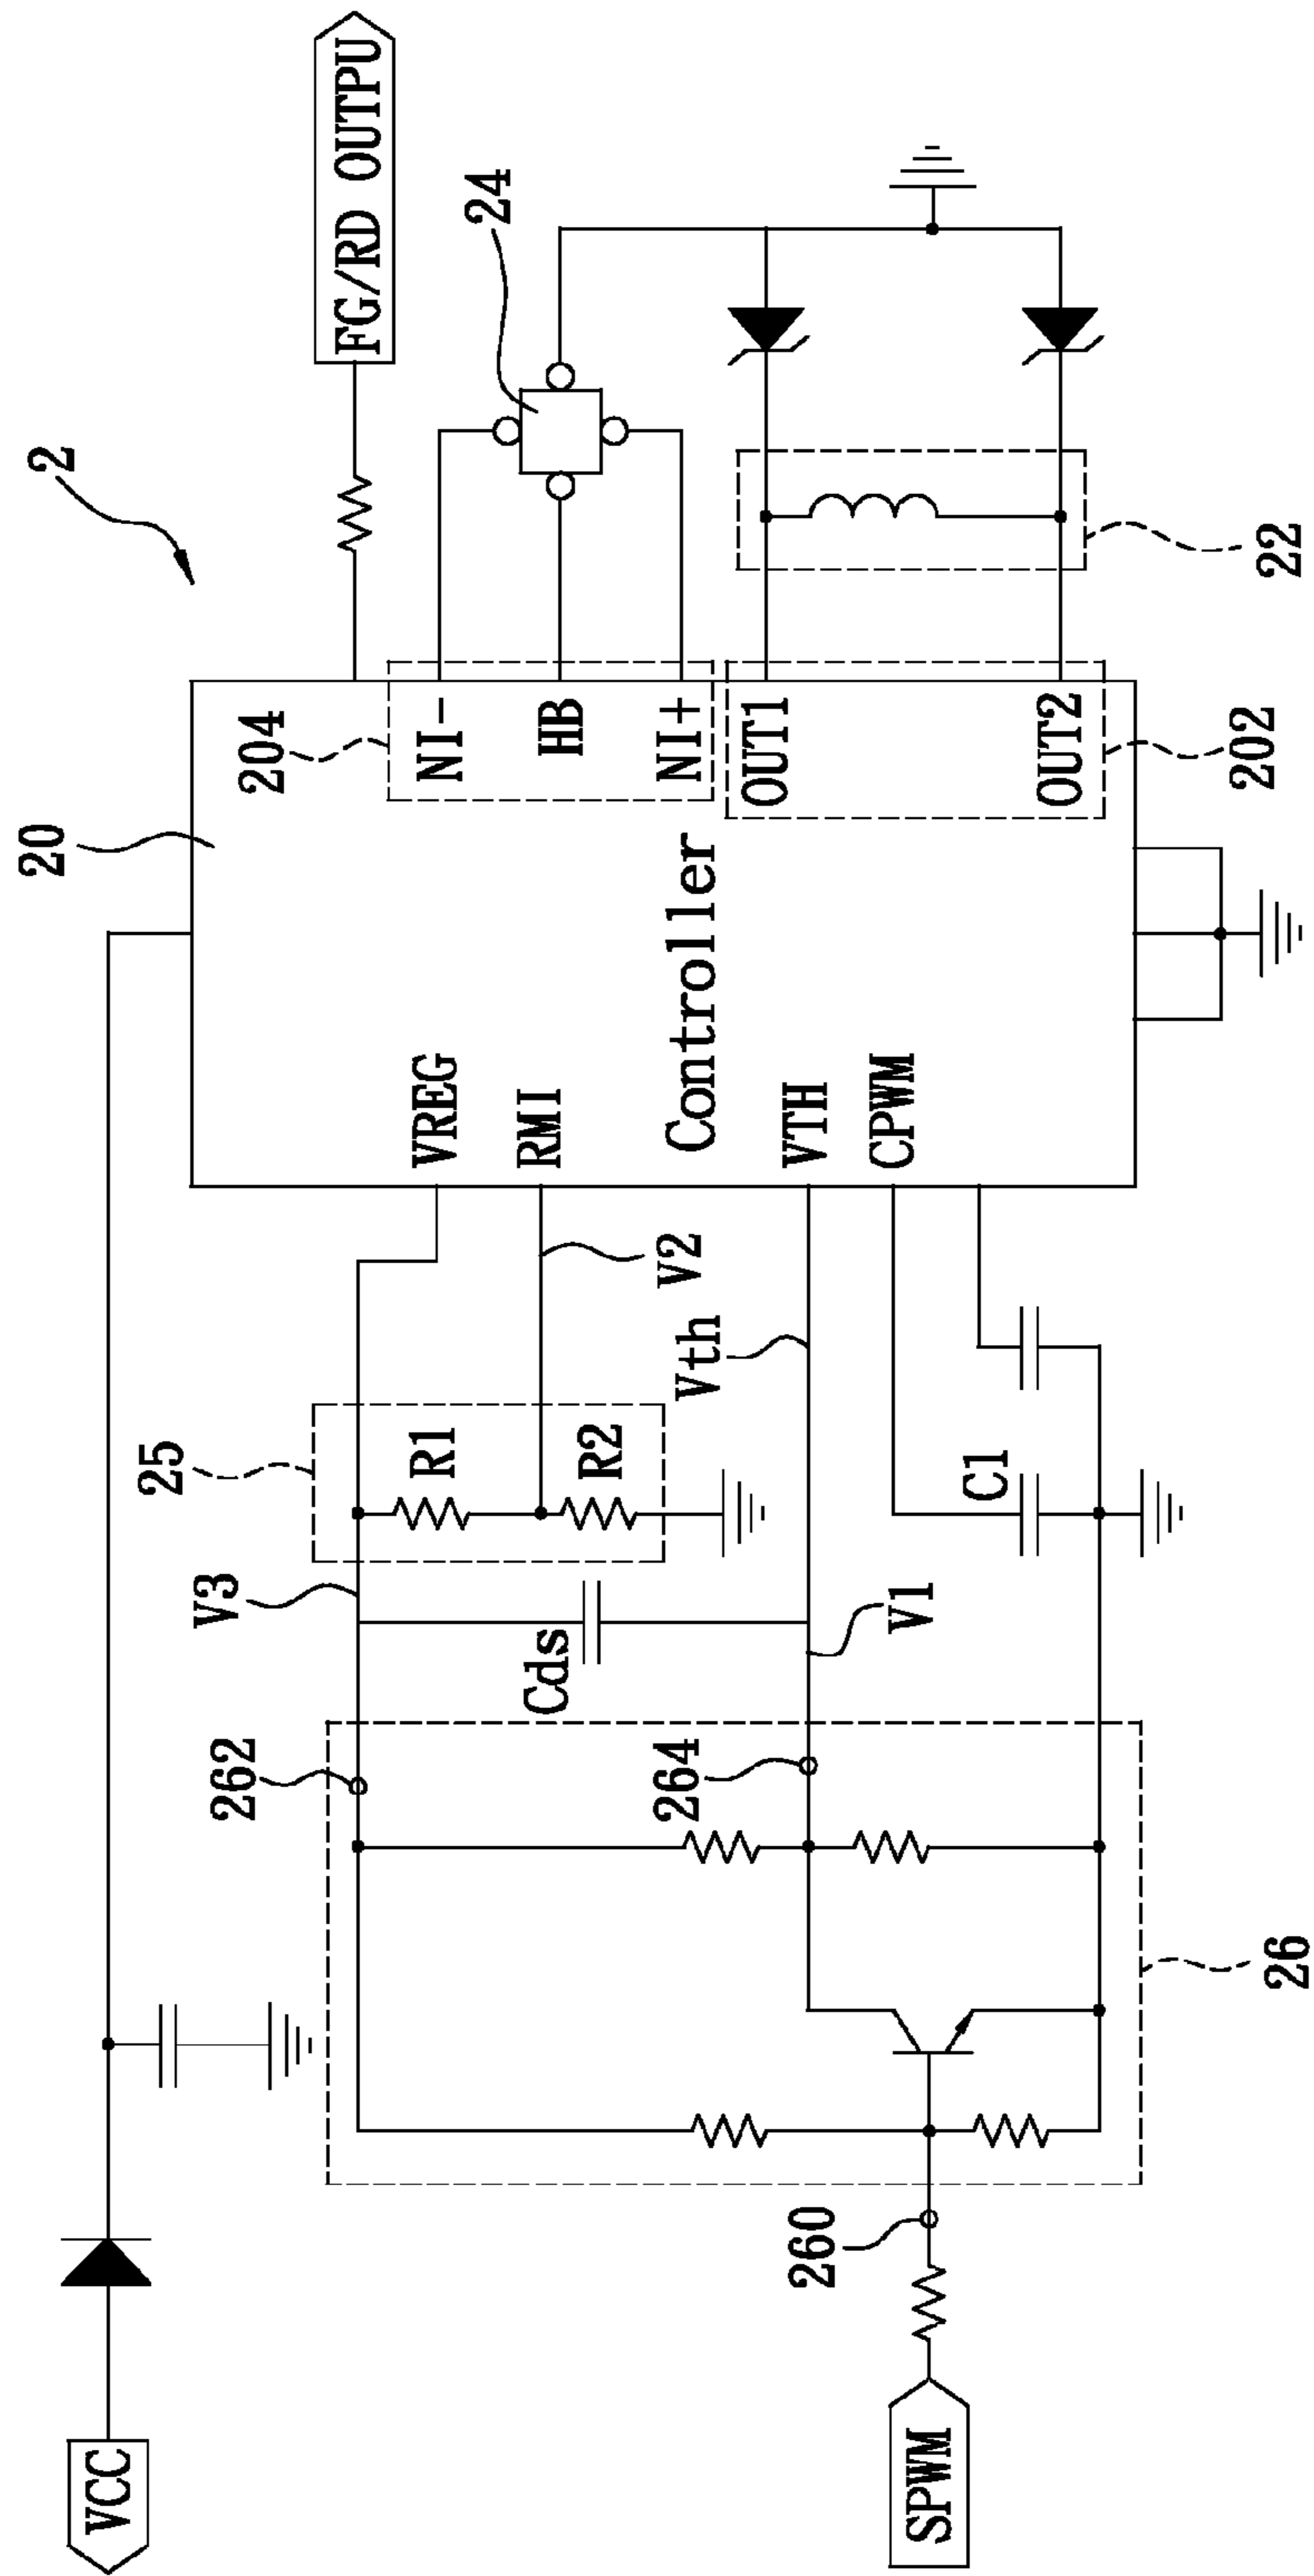 2
VCC
20
FG/RD OUTPU
204
NI-
HB
NI+
24
OUT1
OUT2
202
22
Controller
VREG
RMI
VTH
CPWM
V2
Vth
25
R1
R2
V3
Cds
V1
C1
262
264
26
260
SPWM